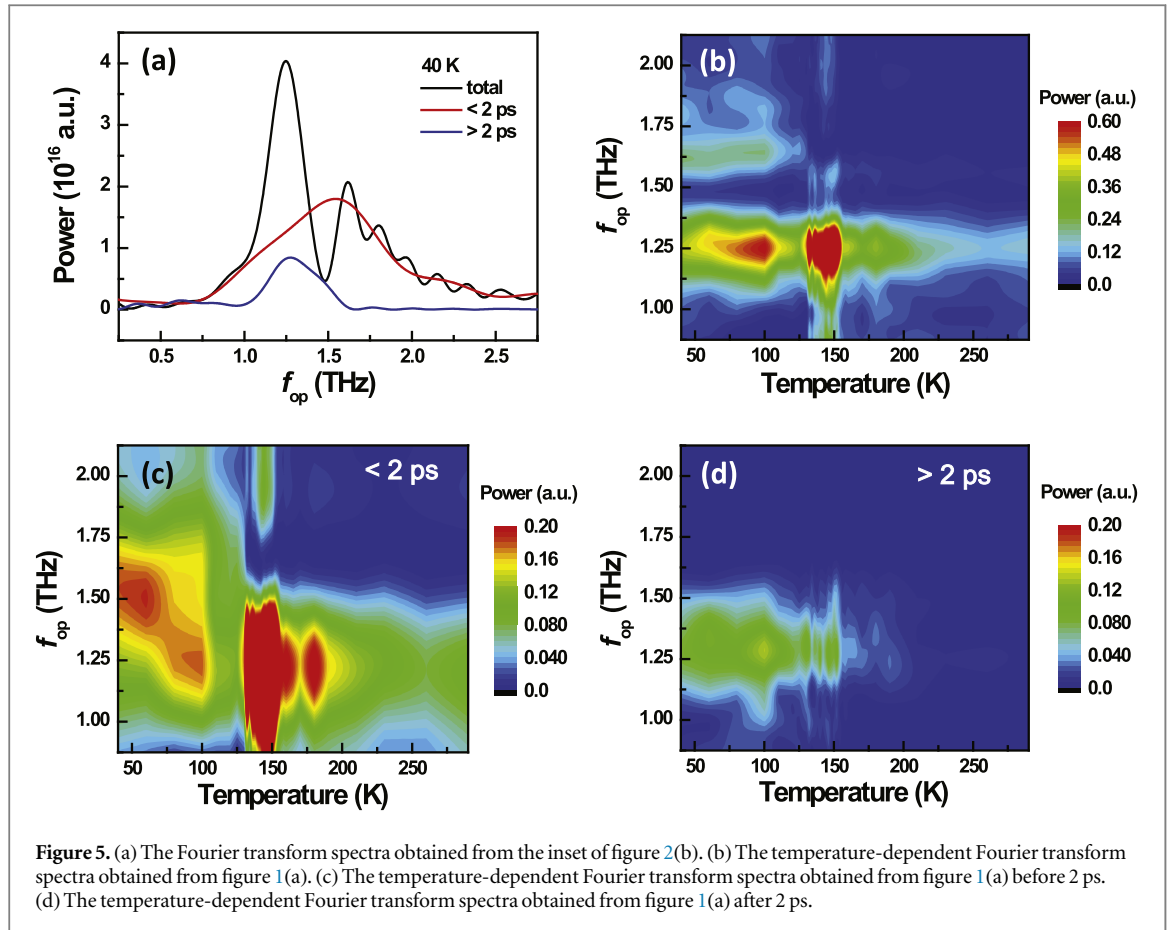 (a)
40 K
total
< 2 ps
> 2 ps
4
3
2
1
0
Power (10^16 a.u.)
0.5 1.0 1.5 2.0 2.5
f_op (THz)
(b)
2.00
1.75
1.50
1.25
1.00
f_op (THz)
50 100 150 200 250
Temperature (K)
Power (a.u.)
0.60
0.48
0.36
0.24
0.12
0.0
(c)
< 2 ps
2.00
1.75
1.50
1.25
1.00
f_op (THz)
50 100 150 200 250
Temperature (K)
Power (a.u.)
0.20
0.16
0.12
0.080
0.040
0.0
(d)
> 2 ps
2.00
1.75
1.50
1.25
1.00
f_op (THz)
50 100 150 200 250
Temperature (K)
Power (a.u.)
0.20
0.16
0.12
0.080
0.040
0.0
Figure 5. (a) The Fourier transform spectra obtained from the inset of figure 2(b). (b) The temperature-dependent Fourier transform
spectra obtained from figure 1(a). (c) The temperature-dependent Fourier transform spectra obtained from figure 1(a) before 2 ps.
(d) The temperature-dependent Fourier transform spectra obtained from figure 1(a) after 2 ps.